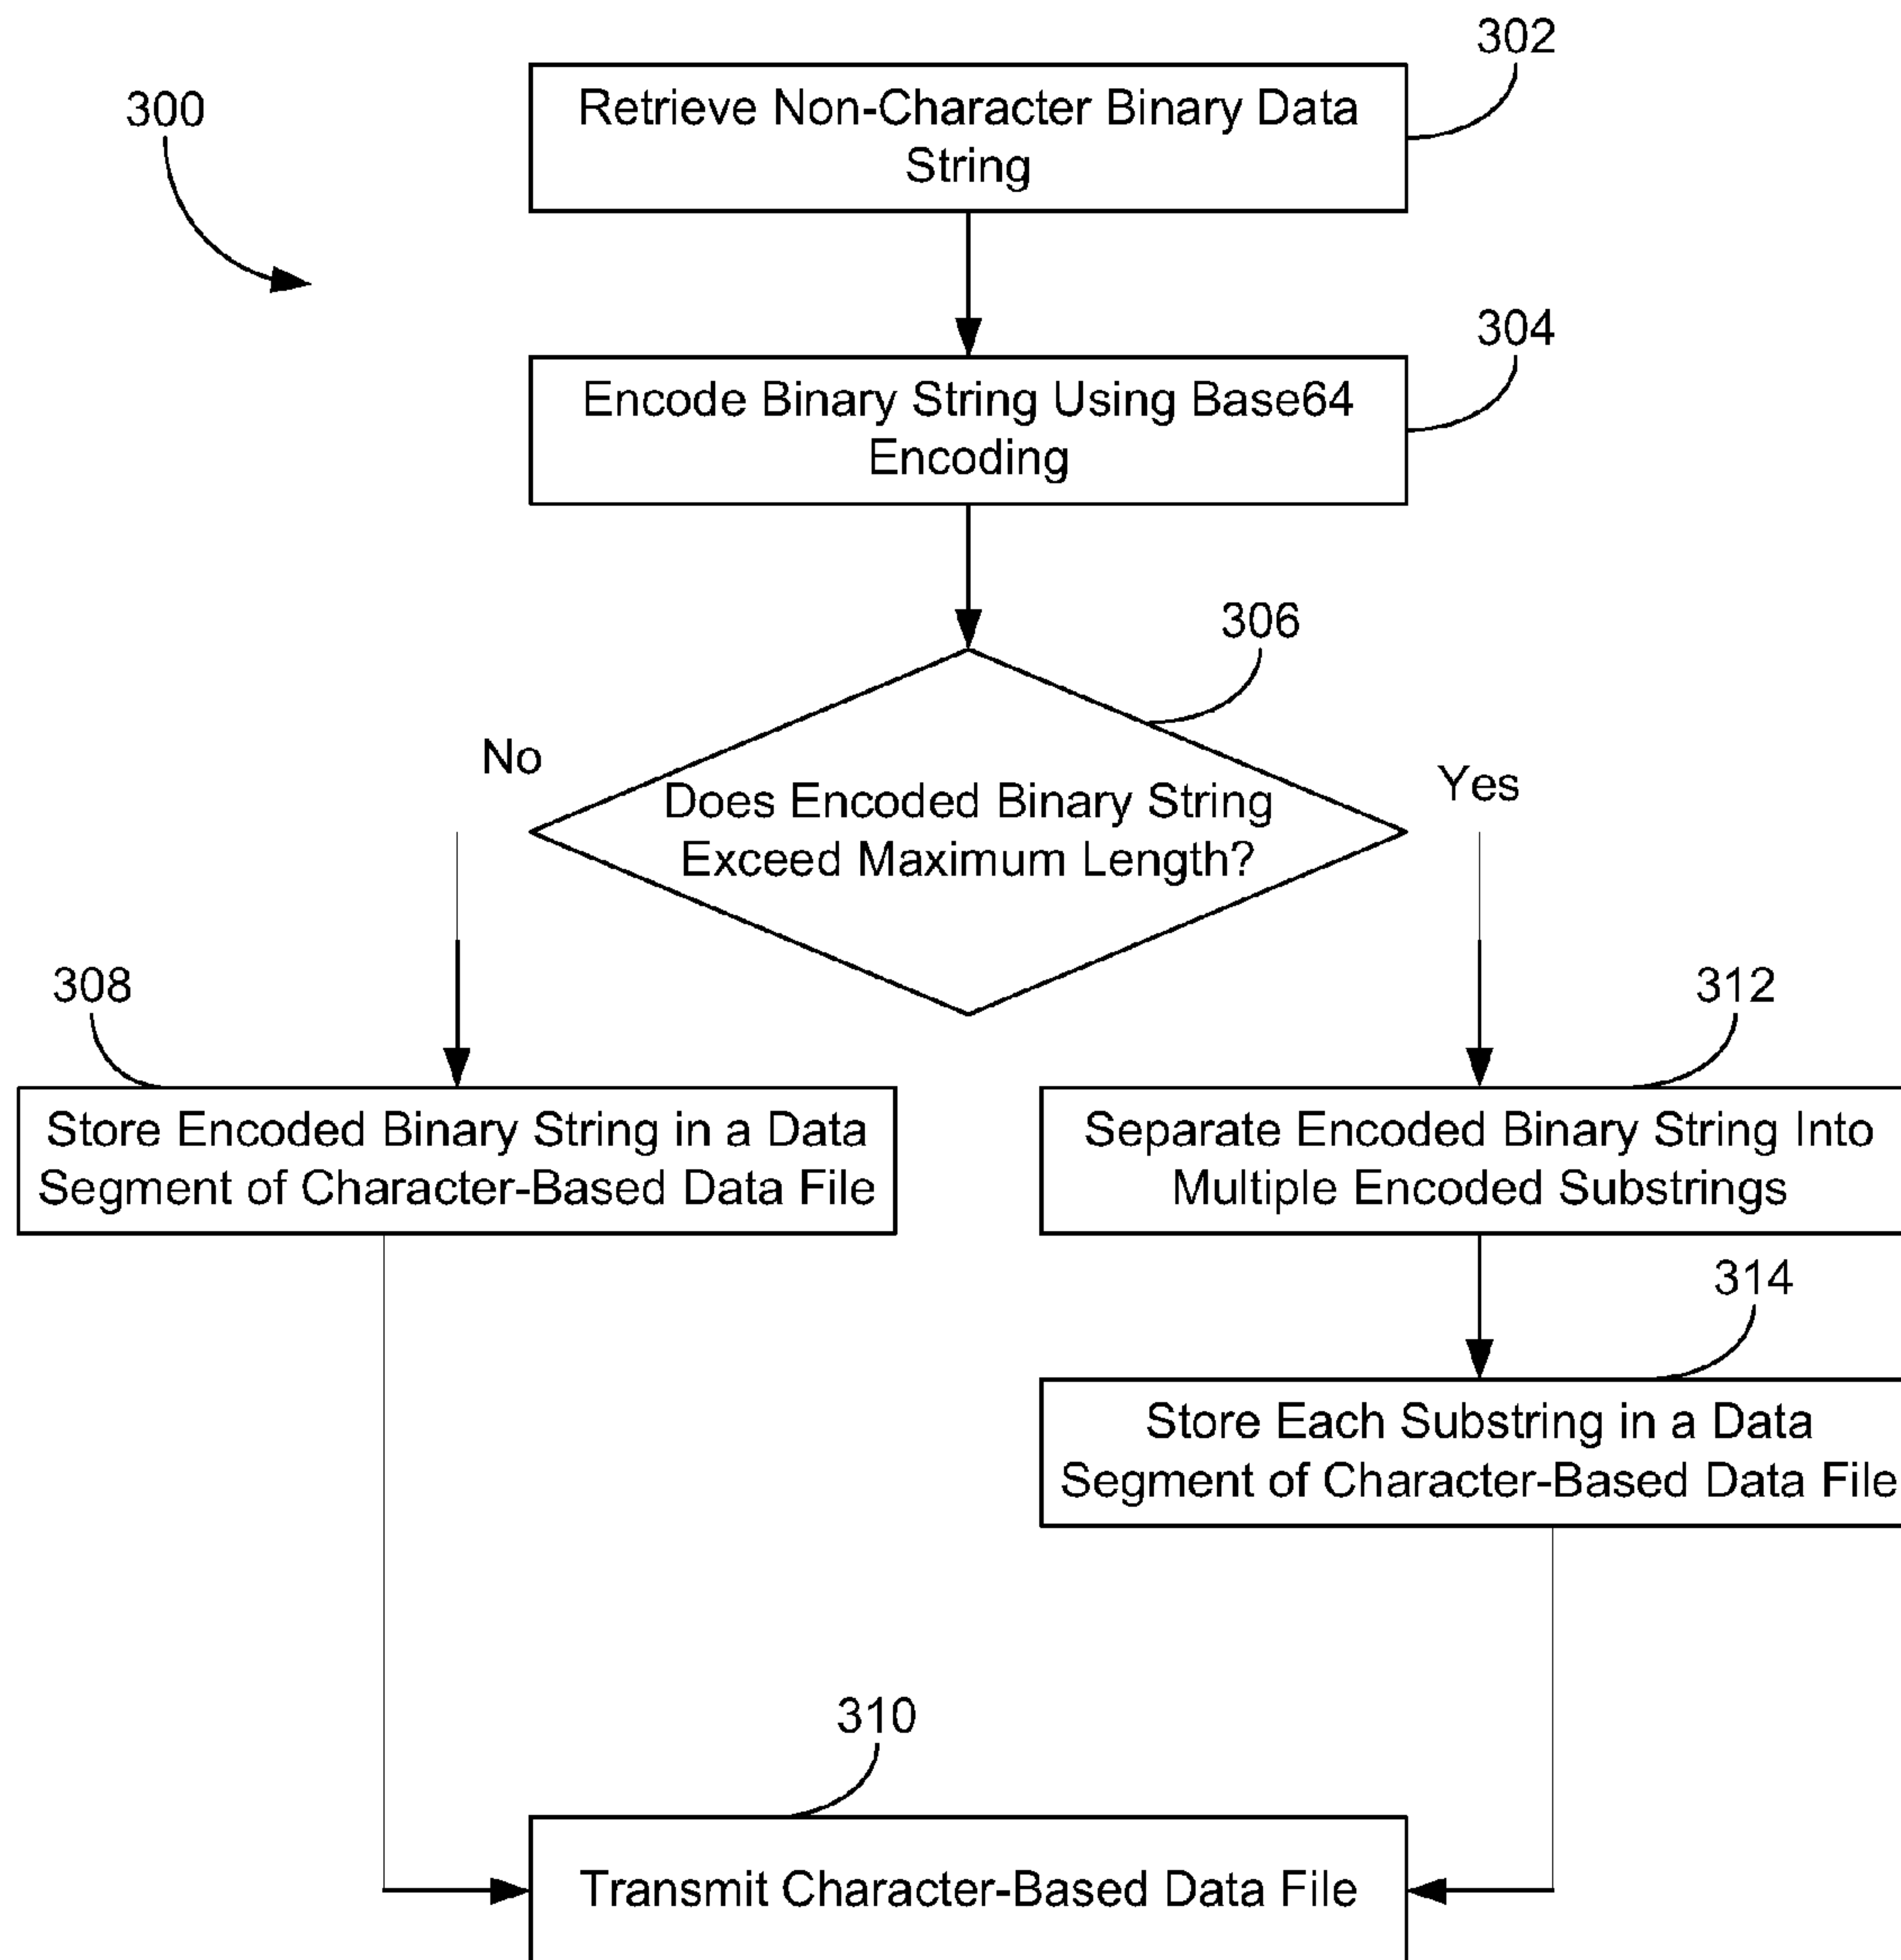 302
300
Retrieve Non-Character Binary Data
String
304
Encode Binary String Using Base64
Encoding
306
No
Yes
Does Encoded Binary String
Exceed Maximum Length?
308
312
Store Encoded Binary String in a Data
Segment of Character-Based Data File
Separate Encoded Binary String Into
Multiple Encoded Substrings
314
Store Each Substring in a Data
Segment of Character-Based Data File
310
Transmit Character-Based Data File